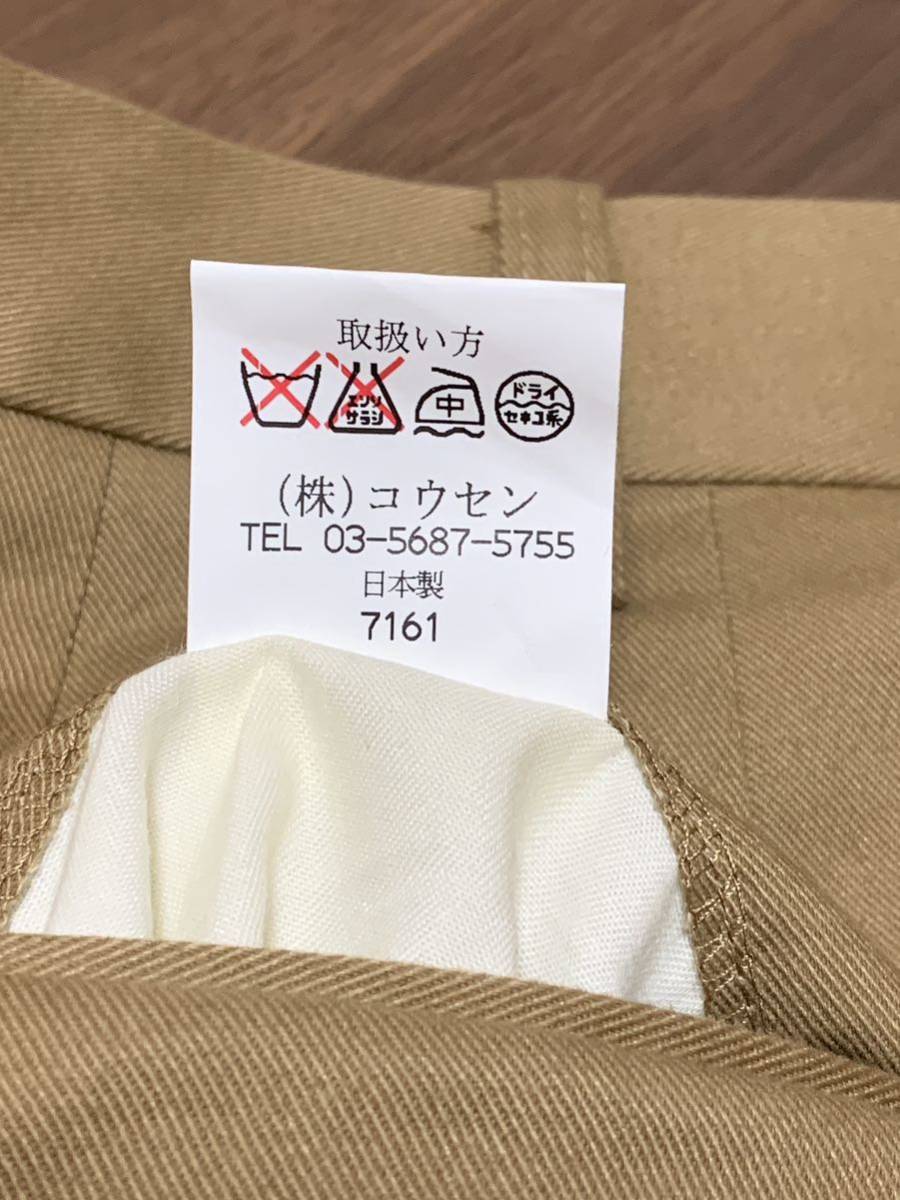 取扱い方
エンソ
サラシ
中
ドライ
セキユ系
(株)コウセン
TEL 03-5687-5755
日本製
7161